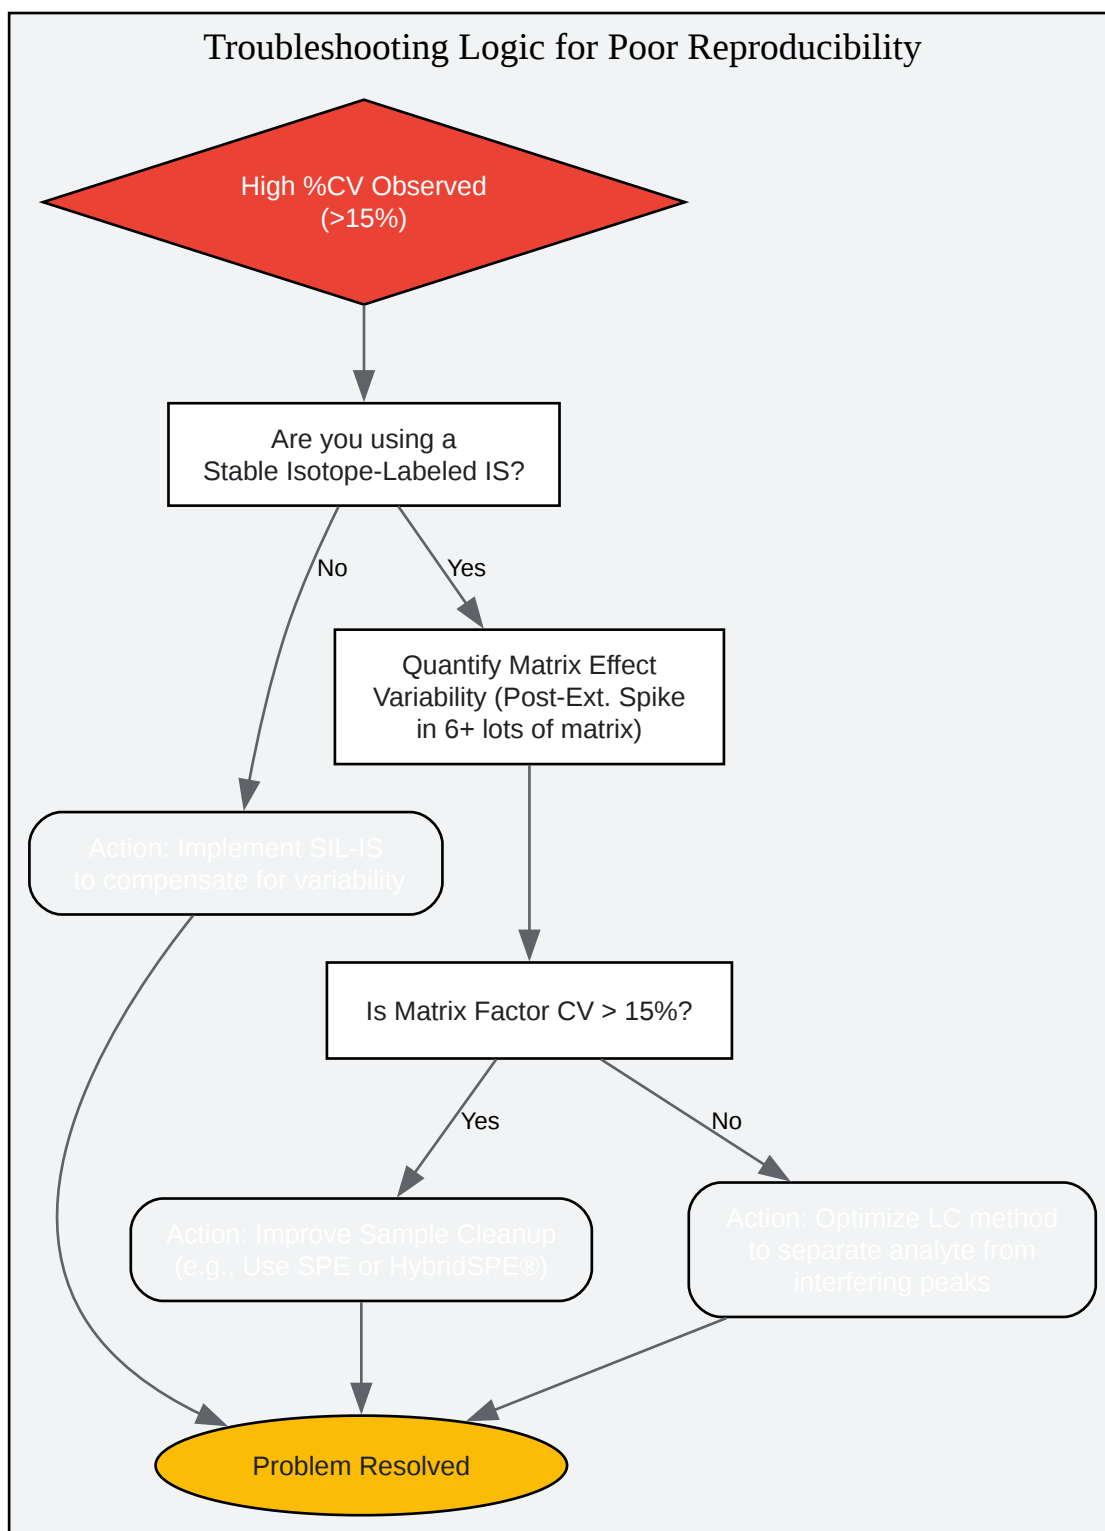 Troubleshooting Logic for Poor Reproducibility
High %CV Observed
(>15%)
Are you using a
Stable Isotope-Labeled IS?
No
Yes
Quantify Matrix Effect
Variability (Post-Ext. Spike
in 6+ lots of matrix)
Action: Implement SIL-IS
to compensate for variability
Is Matrix Factor CV > 15%?
Yes
No
Action: Improve Sample Cleanup
(e.g., Use SPE or HybridSPE®)
Action: Optimize LC method
to separate analyte from
interfering peaks
Problem Resolved